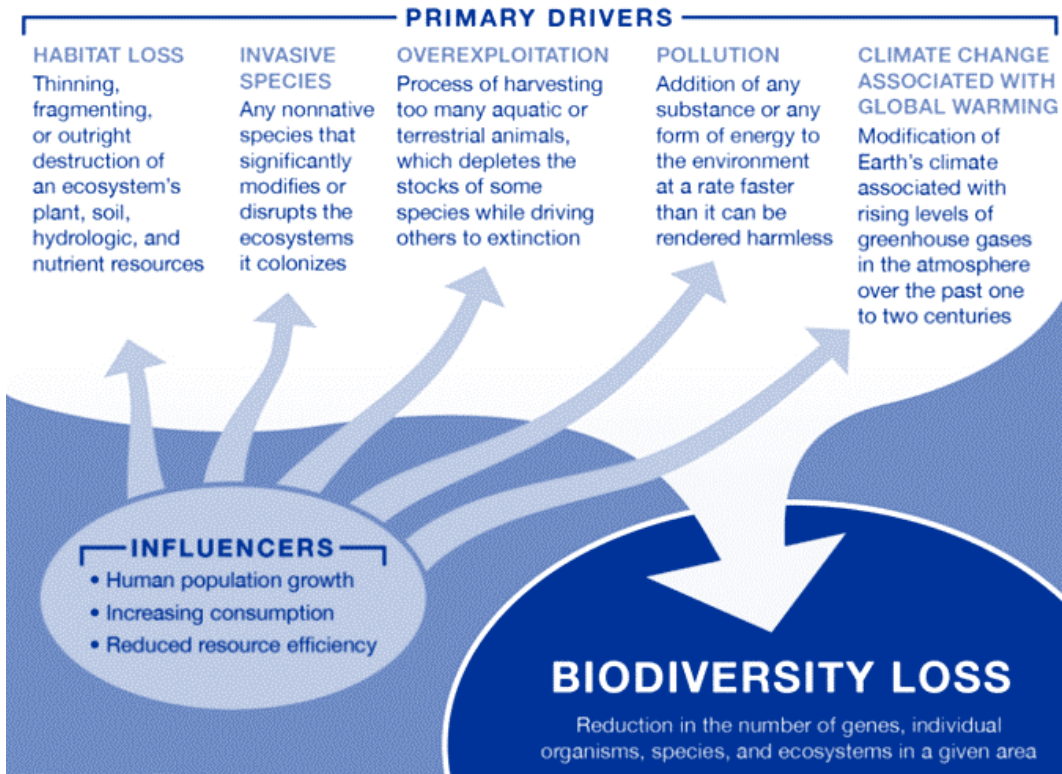 PRIMARY DRIVERS
HABITAT LOSS
Thinning,
fragmenting,
or outright
destruction of
an ecosystem's
plant, soil,
hydrologic, and
nutrient resources
INVASIVE
SPECIES
Any nonnative
species that
significantly
modifies or
disrupts the
ecosystems
it colonizes
OVEREXPLOITATION
Process of harvesting
too many aquatic or
terrestrial animals,
which depletes the
stocks of some
species while driving
others to extinction
POLLUTION
Addition of any
substance or any
form of energy to
the environment
at a rate faster
than it can be
rendered harmless
CLIMATE CHANGE
ASSOCIATED WITH
GLOBAL WARMING
Modification of
Earth's climate
associated with
rising levels of
greenhouse gases
in the atmosphere
over the past one
to two centuries
INFLUENCERS
• Human population growth
• Increasing consumption
• Reduced resource efficiency
BIODIVERSITY LOSS
Reduction in the number of genes, individual
organisms, species, and ecosystems in a given area